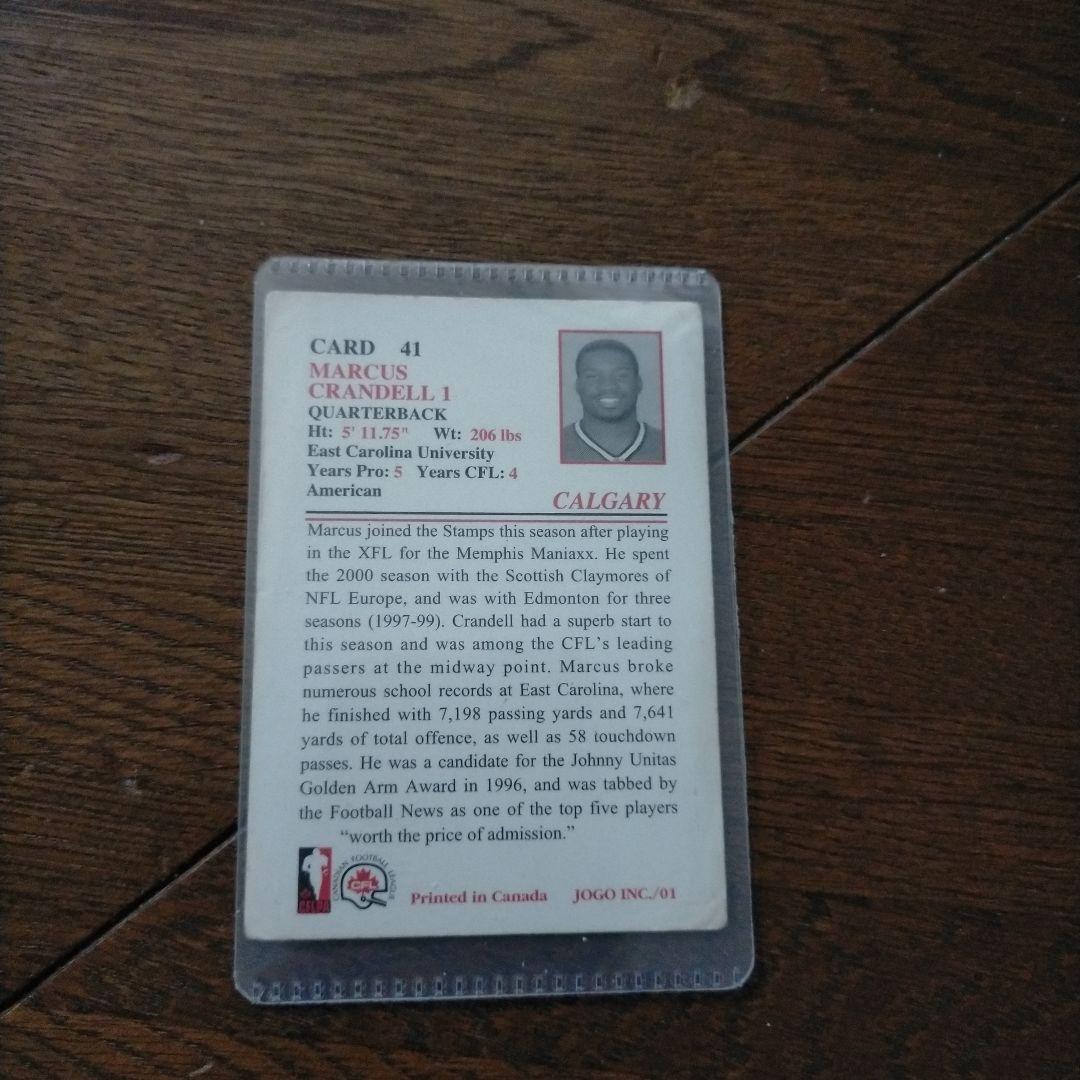 CARD 41
MARCUS
CRANDELL 1
QUARTERBACK
Ht: 5' 11.75" Wt: 206 lbs
East Carolina University
Years Pro: 5 Years CFL: 4
American
CALGARY
Marcus joined the Stamps this season after playing
in the XFL for the Memphis Maniaxx. He spent
the 2000 season with the Scottish Claymores of
NFL Europe, and was with Edmonton for three
seasons (1997-99). Crandell had a superb start to
this season and was among the CFL's leading
passers at the midway point. Marcus broke
numerous school records at East Carolina, where
he finished with 7,198 passing yards and 7,641
yards of total offence, as well as 58 touchdown
passes. He was a candidate for the Johnny Unitas
Golden Arm Award in 1996, and was tabbed by
the Football News as one of the top five players
“worth the price of admission.”
CFLPA
CANADIAN FOOTBALL LEAGUE
CFL
Printed in Canada JOGO INC./01